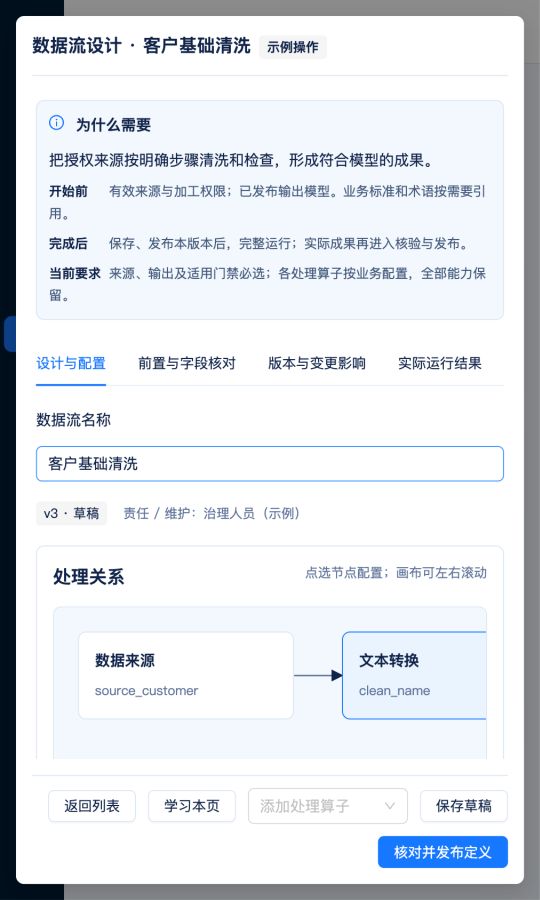 数据流设计 · 客户基础清洗 示例操作
为什么需要
把授权来源按明确步骤清洗和检查，形成符合模型的成果。
开始前 有效来源与加工权限；已发布输出模型。业务标准和术语按需要引
用。
完成后 保存、发布本版本后，完整运行；实际成果再进入核验与发布。
当前要求 来源、输出及适用门禁必选；各处理算子按业务配置，全部能力保
留。
设计与配置 前置与字段核对 版本与变更影响 实际运行结果
数据流名称
客户基础清洗
v3 · 草稿 责任 / 维护：治理人员（示例）
处理关系 点选节点配置；画布可左右滚动
数据来源 文本转换
source_customer clean_name
返回列表 学习本页 添加处理算子 保存草稿
核对并发布定义